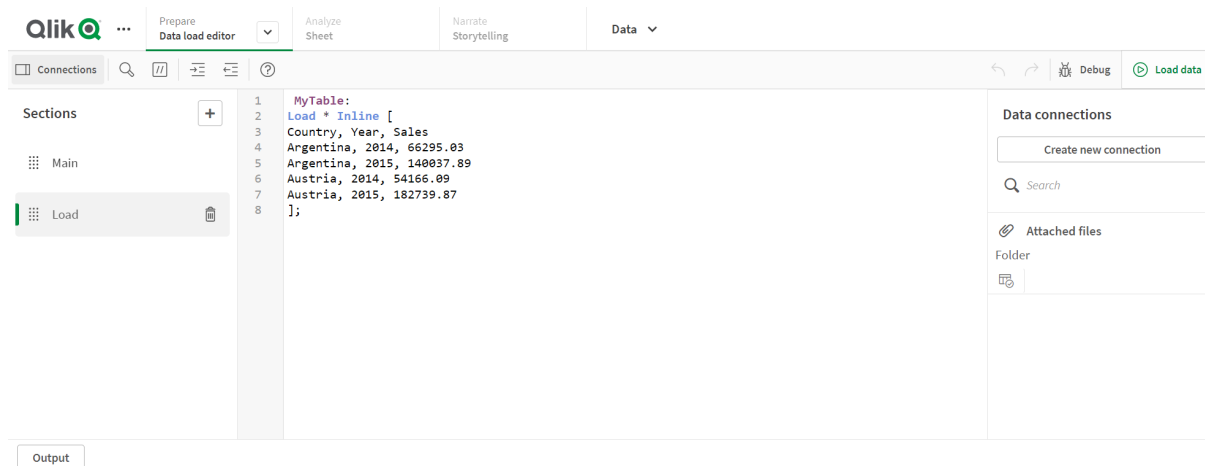 Qlik
Prepare
Data load editor
Analyze
Sheet
Narrate
Storytelling
Data
Connections
//
?
Debug
Load data
Sections
+
Main
Load
1 MyTable:
2 Load * Inline [
3 Country, Year, Sales
4 Argentina, 2014, 66295.03
5 Argentina, 2015, 140037.89
6 Austria, 2014, 54166.09
7 Austria, 2015, 182739.87
8 ];
Data connections
Create new connection
Search
Attached files
Folder
Output